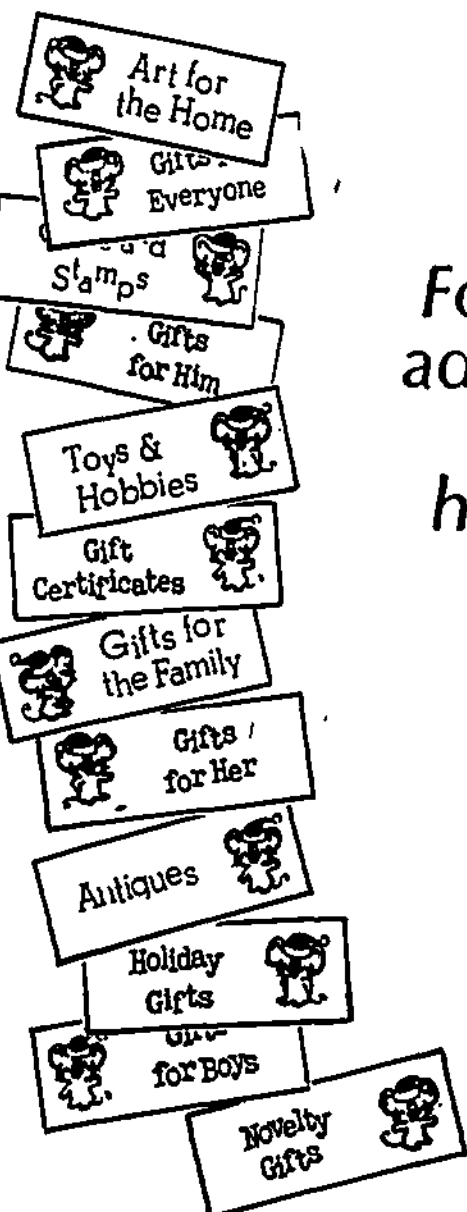 Art for
the Home
Gifts
Everyone
Stamps
Gifts
for Him
Toys &
Hobbies
Gift
Certificates
Gifts for
the Family
Gifts
for Her
Antiques
Holiday
Gifts
for Boys
Novelty
Gifts